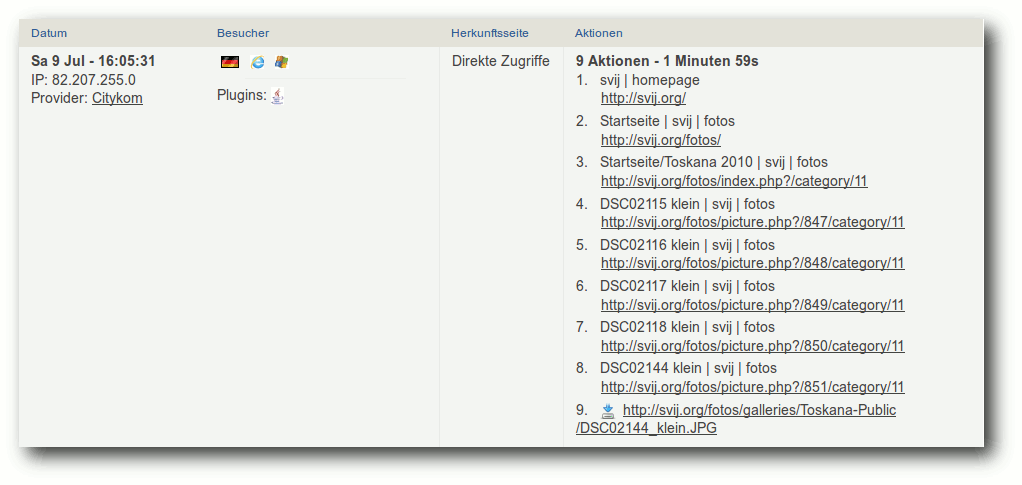 Datum Besucher Herkunftsseite Aktionen
Sa 9 Jul - 16:05:31 Direkte Zugriffe 9 Aktionen - 1 Minuten 59s
IP: 82.207.255.0
Provider: Citykom
Plugins:
1. svij | homepage
http://svij.org/
2. Startseite | svij | fotos
http://svij.org/fotos/
3. Startseite/Toskana 2010 | svij | fotos
http://svij.org/fotos/index.php?/category/11
4. DSC02115 klein | svij | fotos
http://svij.org/fotos/picture.php?/847/category/11
5. DSC02116 klein | svij | fotos
http://svij.org/fotos/picture.php?/848/category/11
6. DSC02117 klein | svij | fotos
http://svij.org/fotos/picture.php?/849/category/11
7. DSC02118 klein | svij | fotos
http://svij.org/fotos/picture.php?/850/category/11
8. DSC02144 klein | svij | fotos
http://svij.org/fotos/picture.php?/851/category/11
9. http://svij.org/fotos/galleries/Toskana-Public
/DSC02144_klein.JPG